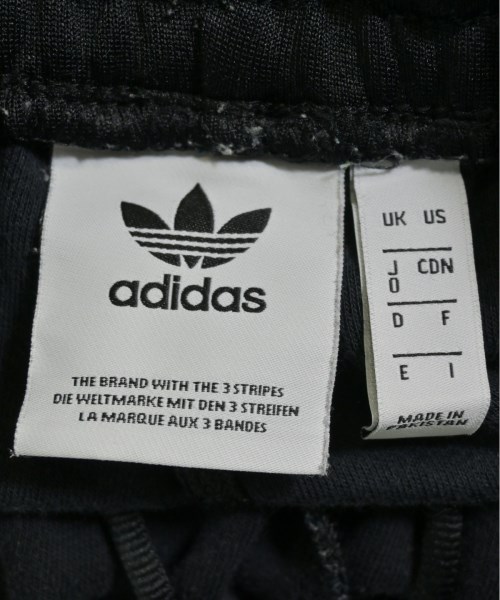 adidas
THE BRAND WITH THE 3 STRIPES
DIE WELTMARKE MIT DEN 3 STREIFEN
LA MARQUE AUX 3 BANDES
UK US
J
O CDN
D F
E I
MADE IN
PAKISTAN